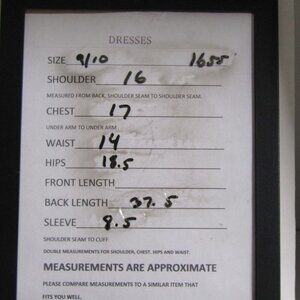 DRESSES
SIZE 9/10 1655
SHOULDER 16
MEASURED FROM BACK, SHOULDER SEAM TO SHOULDER SEAM.
CHEST 17
UNDER ARM TO UNDER ARM
WAIST 14
HIPS 18.5
FRONT LENGTH
BACK LENGTH 37.5
SLEEVE 9.5
SHOULDER SEAM TO CUFF
DOUBLE MEASUREMENTS FOR SHOULDER, CHEST, HIPS AND WAIST.
MEASUREMENTS ARE APPROXIMATE
PLEASE COMPARE MEASUREMENTS TO A SIMILAR ITEM THAT
FITS YOU WELL.